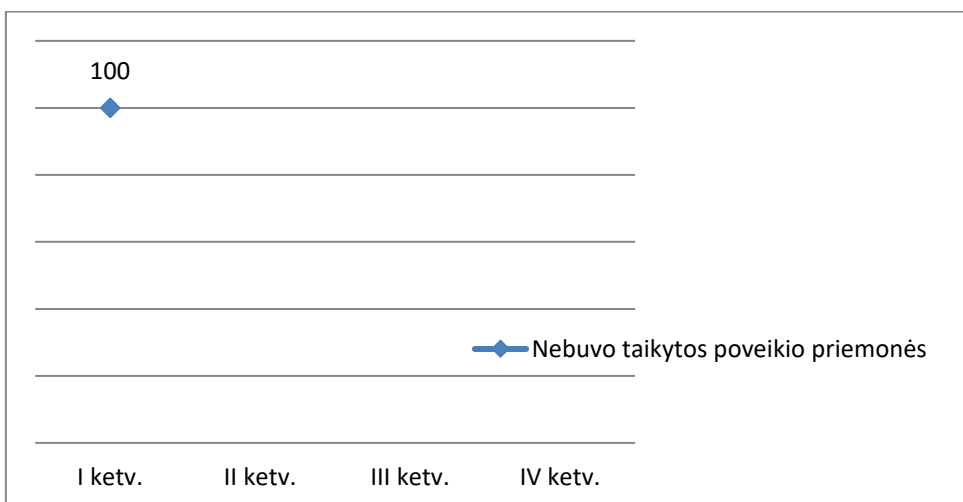 100
Nebuvo taikytos poveikio priemonės
I ketv. II ketv. III ketv. IV ketv.